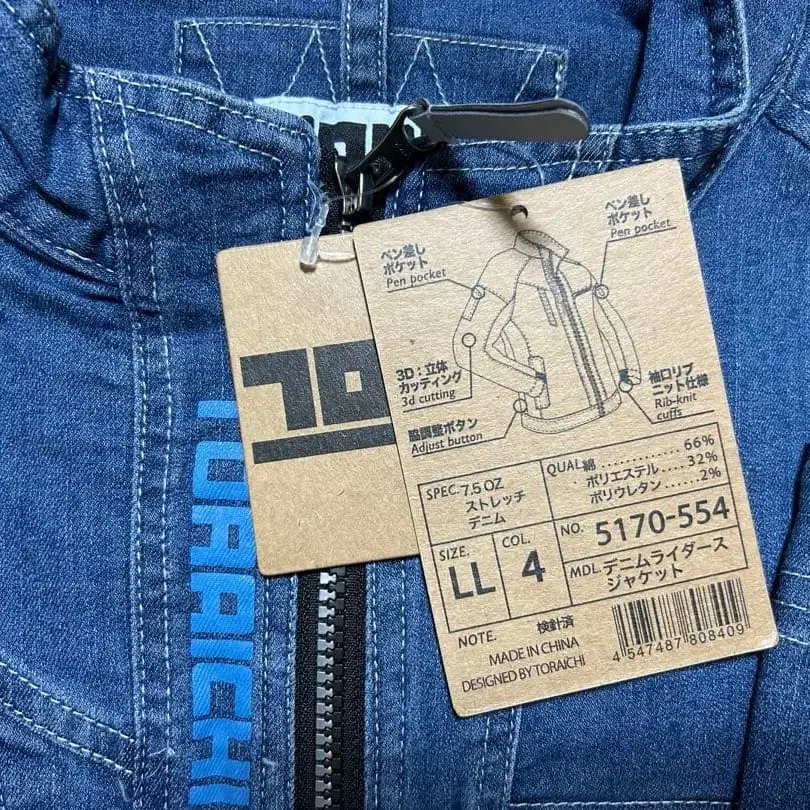 TORAICHI
ペン差し
ポケット
Pen pocket
ペン差し
ポケット
Pen pocket
3D：立体
カッティング
3d cutting
脇調整ボタン
Adjust button
袖口リブ
ニット仕様
Rib-knit
cuffs
SPEC. 7.5 OZ
ストレッチ
デニム
QUAL 綿 ............ 66%
ポリエステル .... 32%
ポリウレタン ..... 2%
SIZE. LL
COL. 4
NO. 5170-554
MDL. デニムライダース
ジャケット
NOTE. 検針済
MADE IN CHINA
DESIGNED BY TORAICHI
4 547487 808409